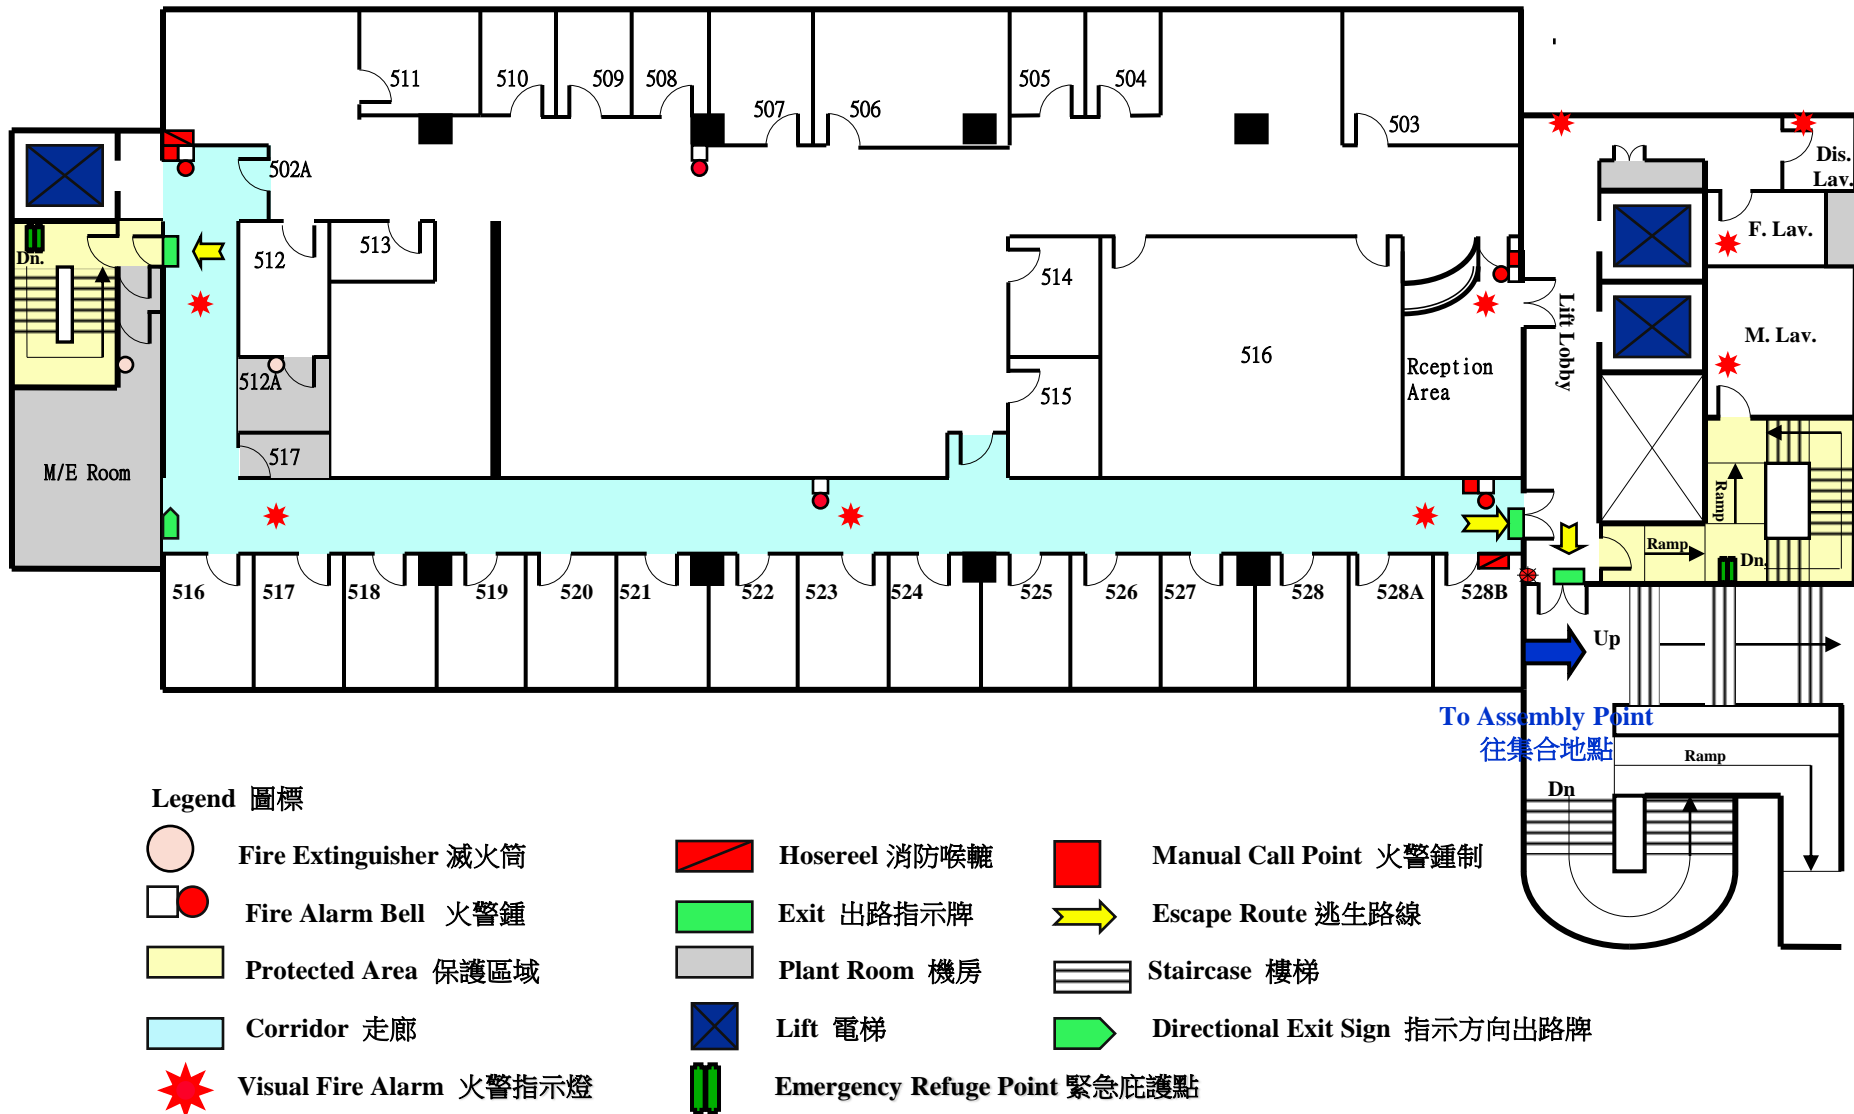 511
510
509
508
507
506
505
504
503
502A
Dis.
Lav.
F. Lav.
M. Lav.
Dn.
512
513
514
515
516
512A
517
Rception
Area
Lift Lobby
M/E Room
Ramp
Ramp
Dn.
516
517
518
519
520
521
522
523
524
525
526
527
528
528A
528B
Up
To Assembly Point
往集合地點
Ramp
Dn
Legend 圖標
Fire Extinguisher 滅火筒
Hosereel 消防喉轆
Manual Call Point 火警鍾制
Fire Alarm Bell 火警鍾
Exit 出路指示牌
Escape Route 逃生路線
Protected Area 保護區域
Plant Room 機房
Staircase 樓梯
Corridor 走廊
Lift 電梯
Directional Exit Sign 指示方向出路牌
Visual Fire Alarm 火警指示燈
Emergency Refuge Point 緊急庇護點